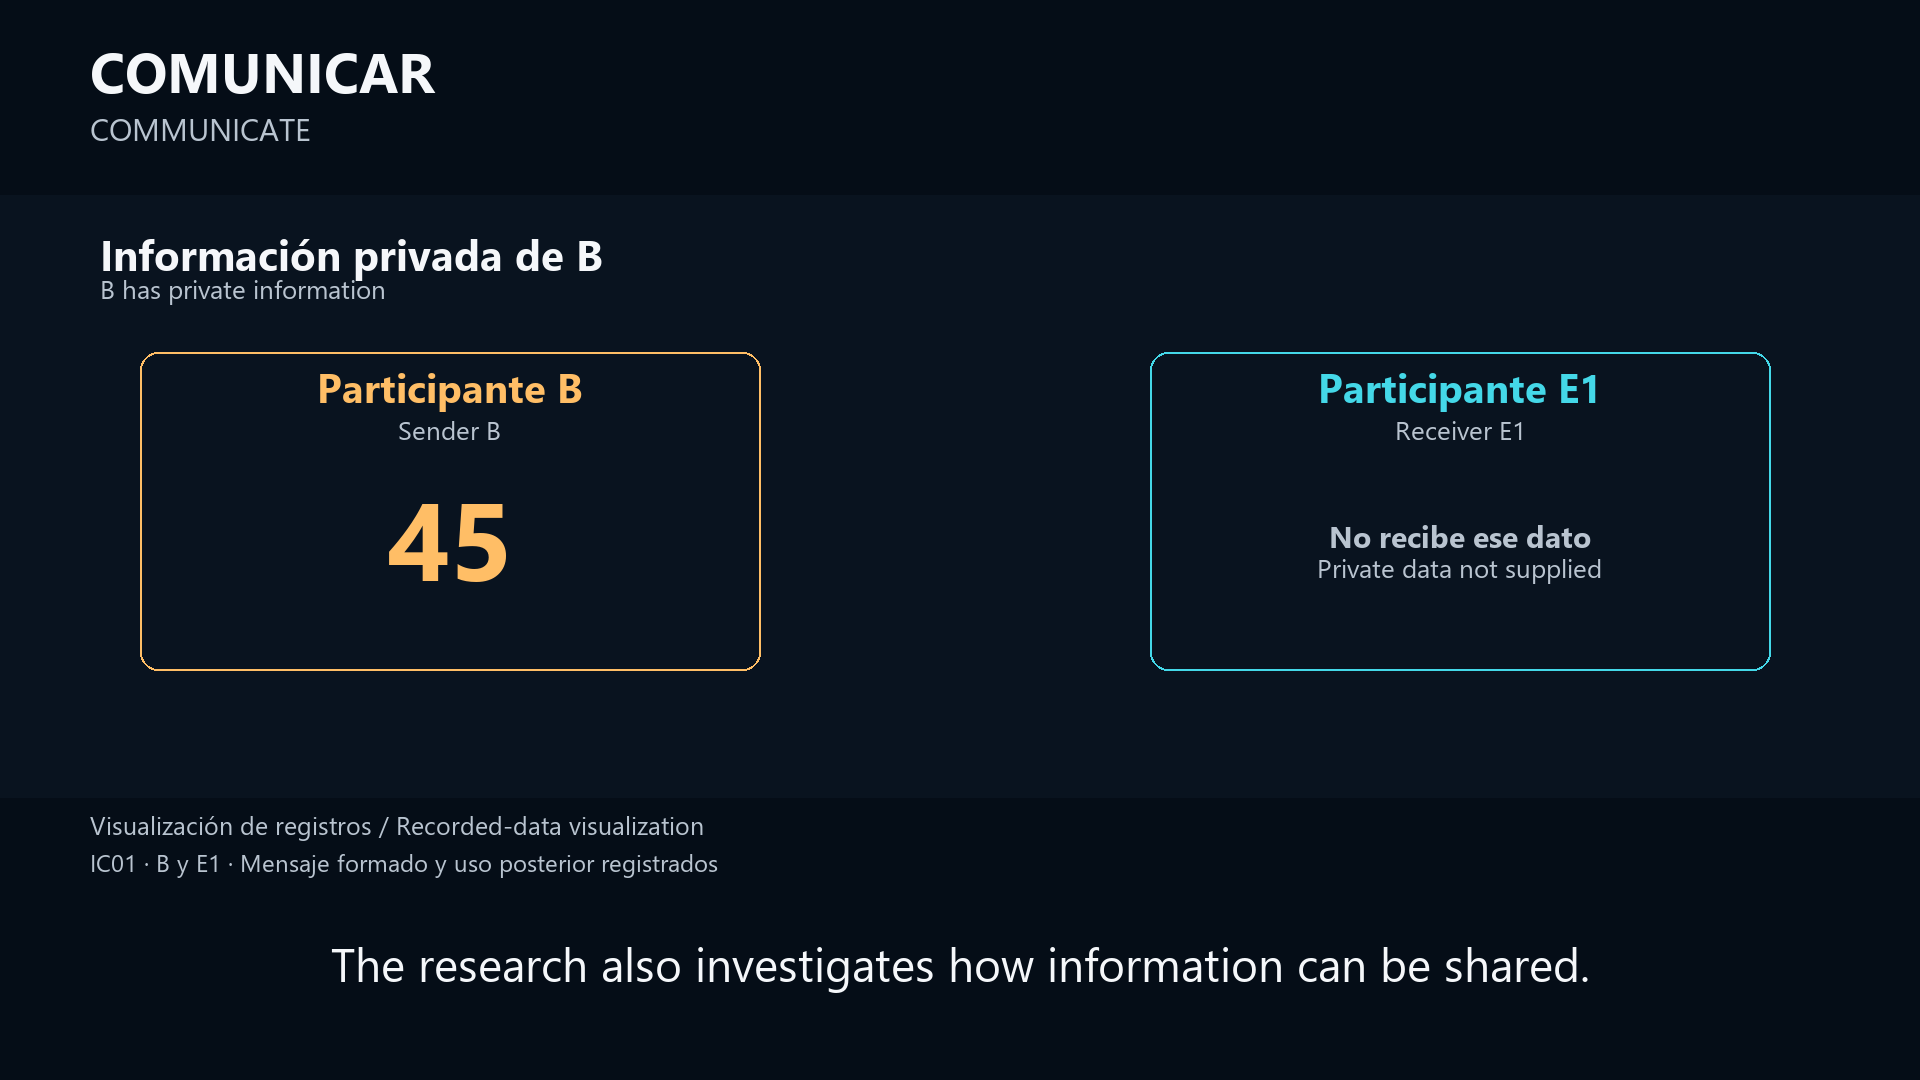 COMUNICAR
COMMUNICATE
Información privada de B
B has private information
Participante B
Sender B
45
Participante E1
Receiver E1
No recibe ese dato
Private data not supplied
Visualización de registros / Recorded-data visualization
IC01 · B y E1 · Mensaje formado y uso posterior registrados
The research also investigates how information can be shared.